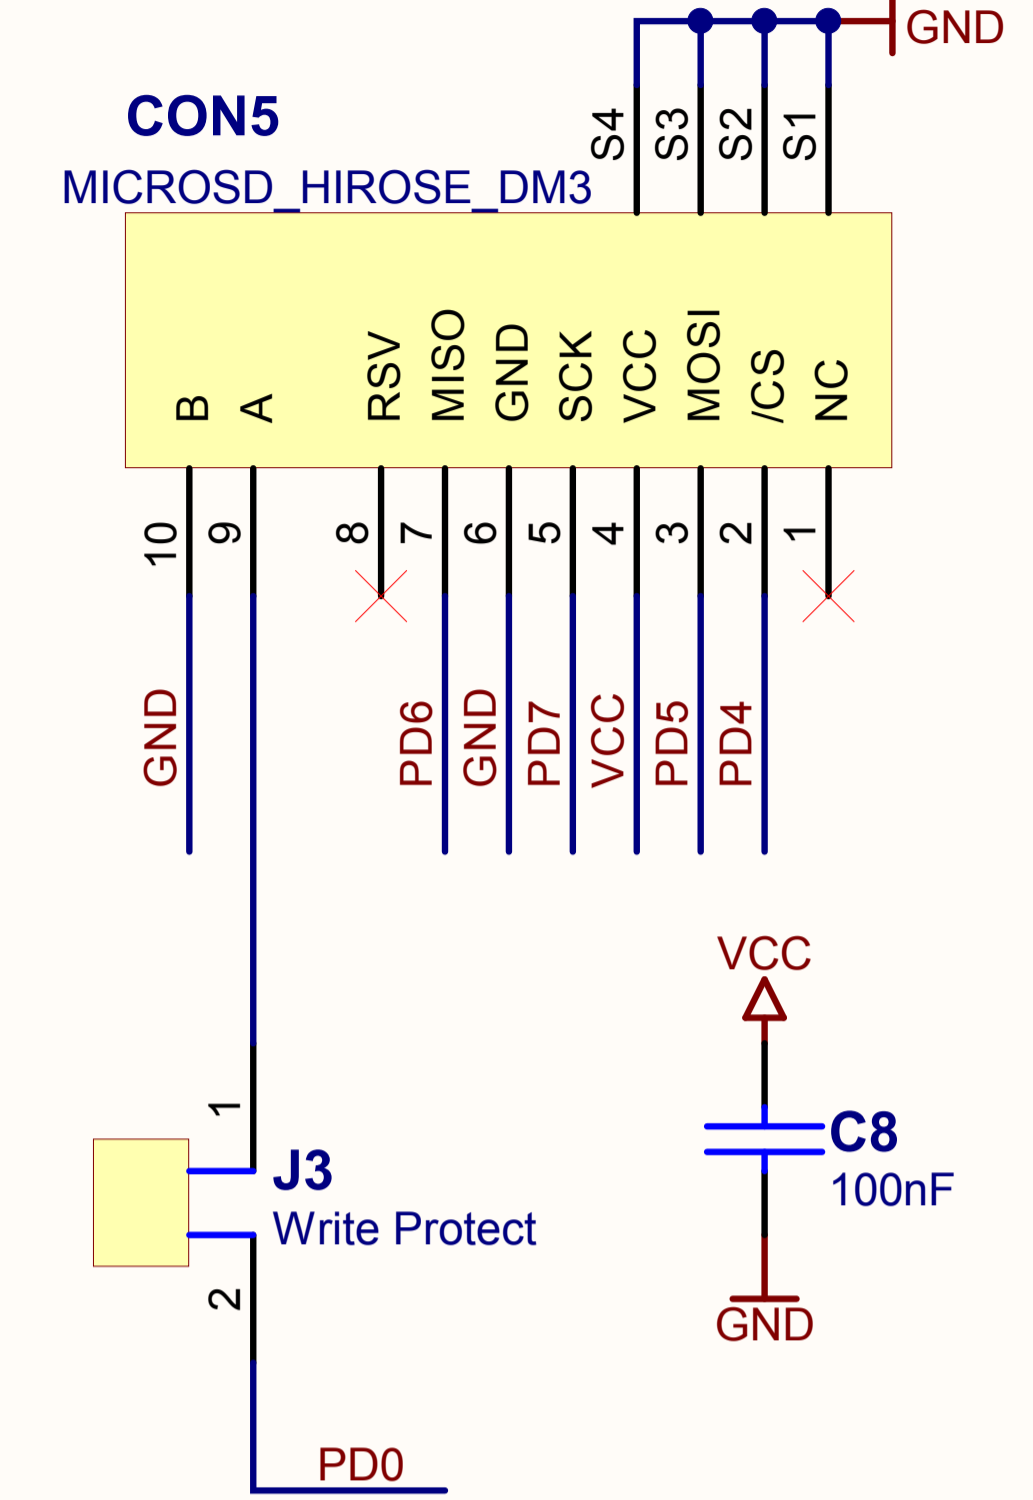 GND
CON5
MICROSD_HIROSE_DM3
S4
S3
S2
S1
B
A
RSV
MISO
GND
SCK
VCC
MOSI
/CS
NC
10
9
8
7
6
5
4
3
2
1
GND
PD6
GND
PD7
VCC
PD5
PD4
VCC
C8
100nF
GND
1
J3
Write Protect
2
PD0